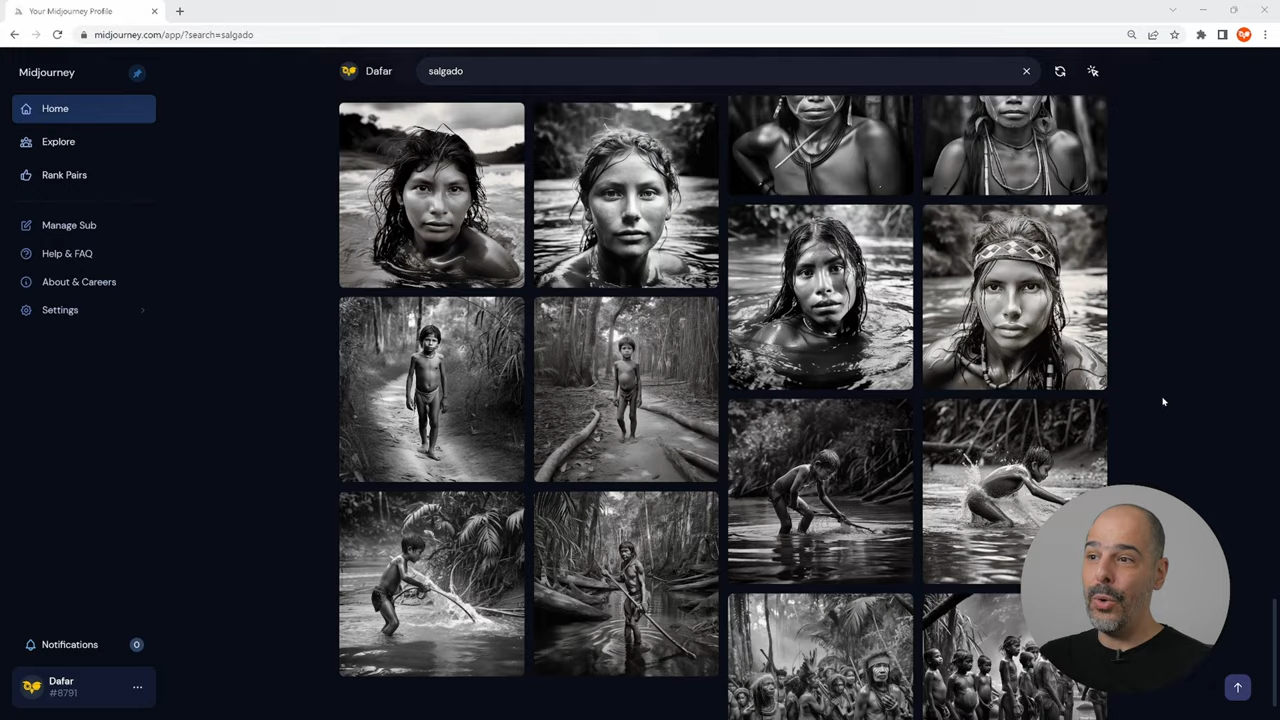 Your Midjourney Profile
midjourney.com/app/?search=salgado
Midjourney
Dafar
salgado
Home
Explore
Rank Pairs
Manage Sub
Help & FAQ
About & Careers
Settings
Notifications
0
Dafar
#8791